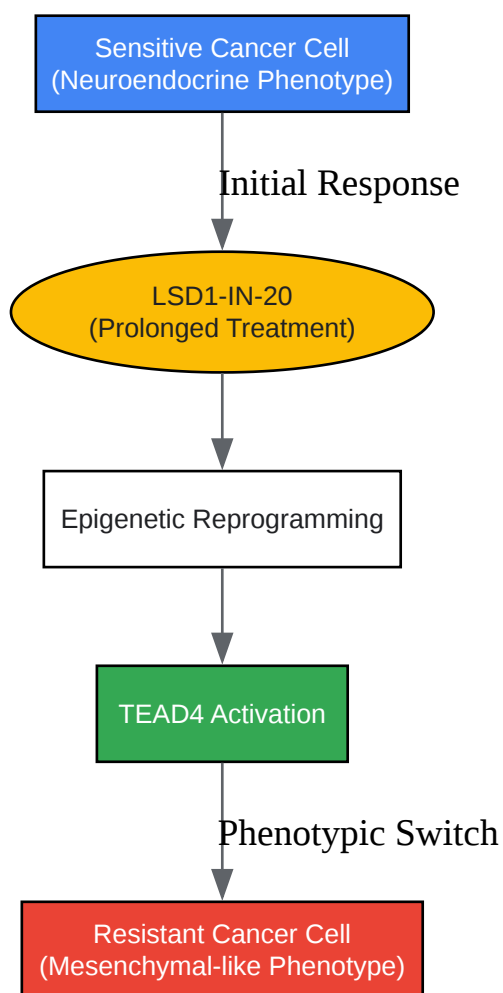 Sensitive Cancer Cell
(Neuroendocrine Phenotype)
Initial Response
LSD1-IN-20
(Prolonged Treatment)
Epigenetic Reprogramming
TEAD4 Activation
Phenotypic Switch
Resistant Cancer Cell
(Mesenchymal-like Phenotype)